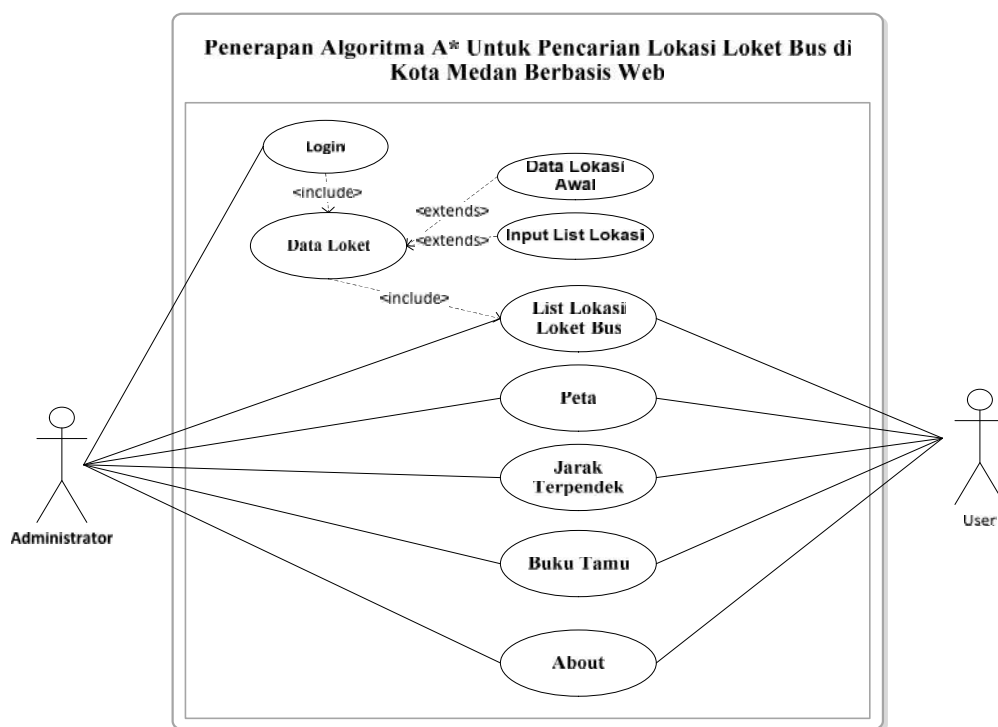 Penerapan Algoritma A* Untuk Pencarian Lokasi Loket Bus di
Kota Medan Berbasis Web
Login
<include>
Data Lokasi
Awal
<extends>
Data Loket
<extends>
Input List Lokasi
<include>
List Lokasi
Loket Bus
Peta
Jarak
Terpendek
Administrator
User
Buku Tamu
About